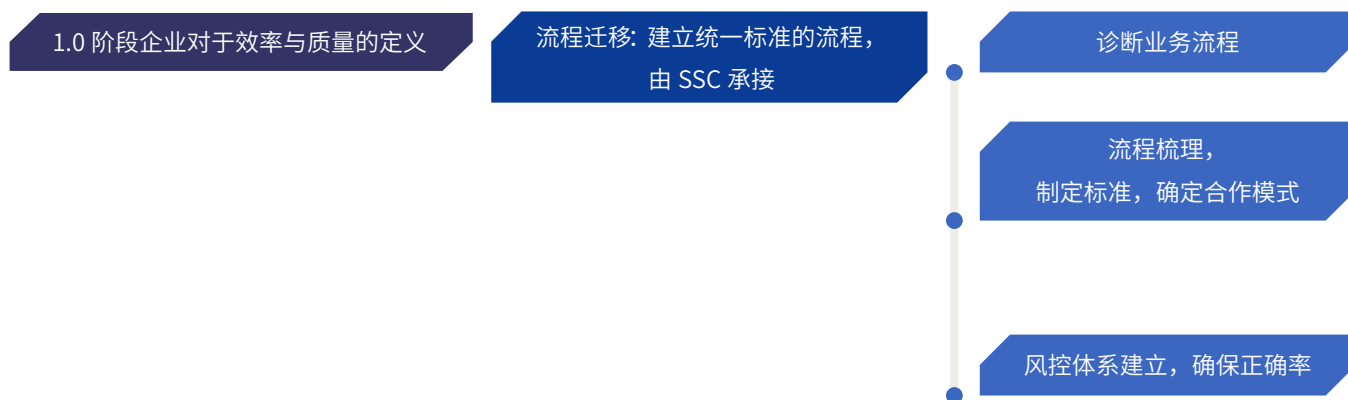 1.0 阶段企业对于效率与质量的定义
流程迁移：建立统一标准的流程，
由 SSC 承接
诊断业务流程
流程梳理，
制定标准，确定合作模式
风控体系建立，确保正确率